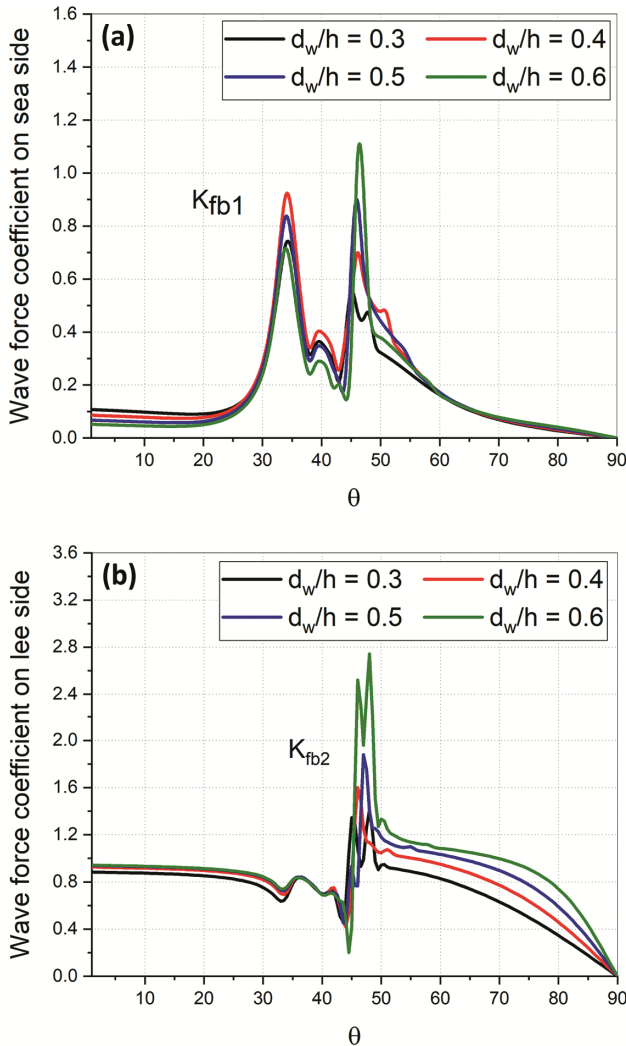 (a)
d_w/h = 0.3 d_w/h = 0.4
d_w/h = 0.5 d_w/h = 0.6
K_fb1
Wave force coefficient on sea side
1.6
1.4
1.2
1.0
0.8
0.6
0.4
0.2
0.0
10 20 30 40 50 60 70 80 90
θ
(b)
d_w/h = 0.3 d_w/h = 0.4
d_w/h = 0.5 d_w/h = 0.6
K_fb2
Wave force coefficient on lee side
3.6
3.2
2.8
2.4
2.0
1.6
1.2
0.8
0.4
0.0
10 20 30 40 50 60 70 80 90
θ